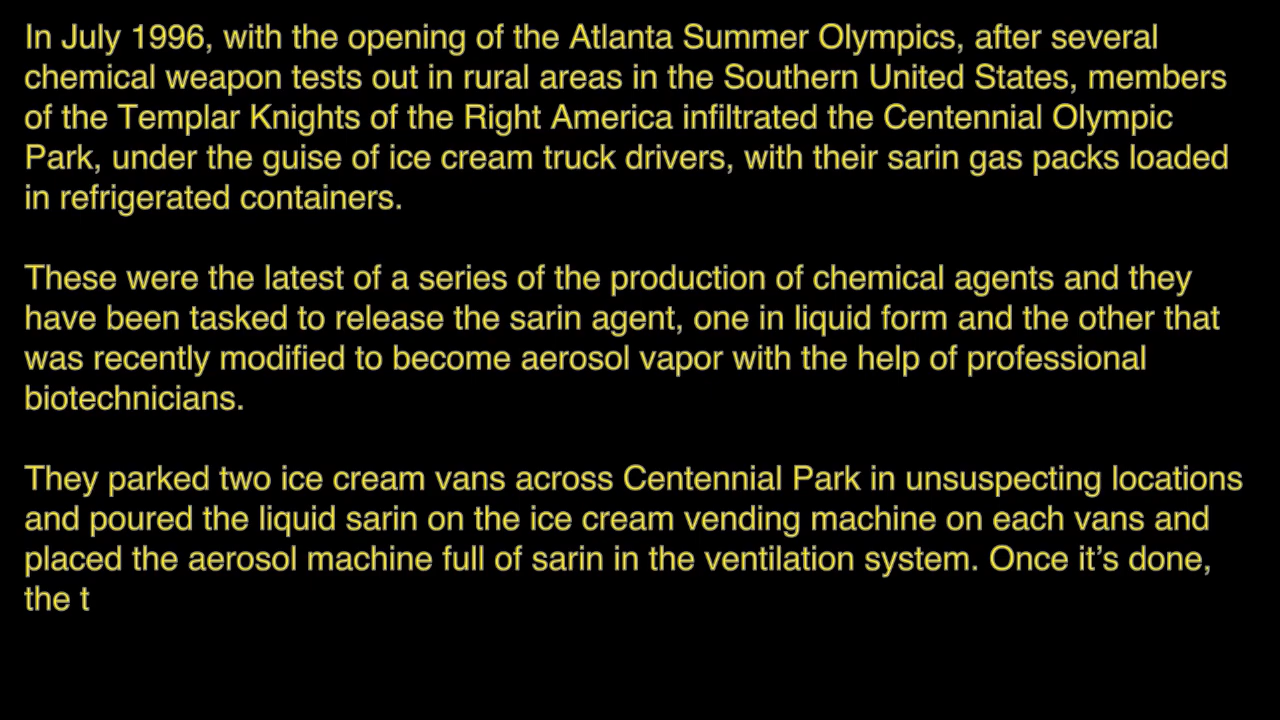 In July 1996, with the opening of the Atlanta Summer Olympics, after several
chemical weapon tests out in rural areas in the Southern United States, members
of the Templar Knights of the Right America infiltrated the Centennial Olympic
Park, under the guise of ice cream truck drivers, with their sarin gas packs loaded
in refrigerated containers.
These were the latest of a series of the production of chemical agents and they
have been tasked to release the sarin agent, one in liquid form and the other that
was recently modified to become aerosol vapor with the help of professional
biotechnicians.
They parked two ice cream vans across Centennial Park in unsuspecting locations
and poured the liquid sarin on the ice cream vending machine on each vans and
placed the aerosol machine full of sarin in the ventilation system. Once it’s done,
the t